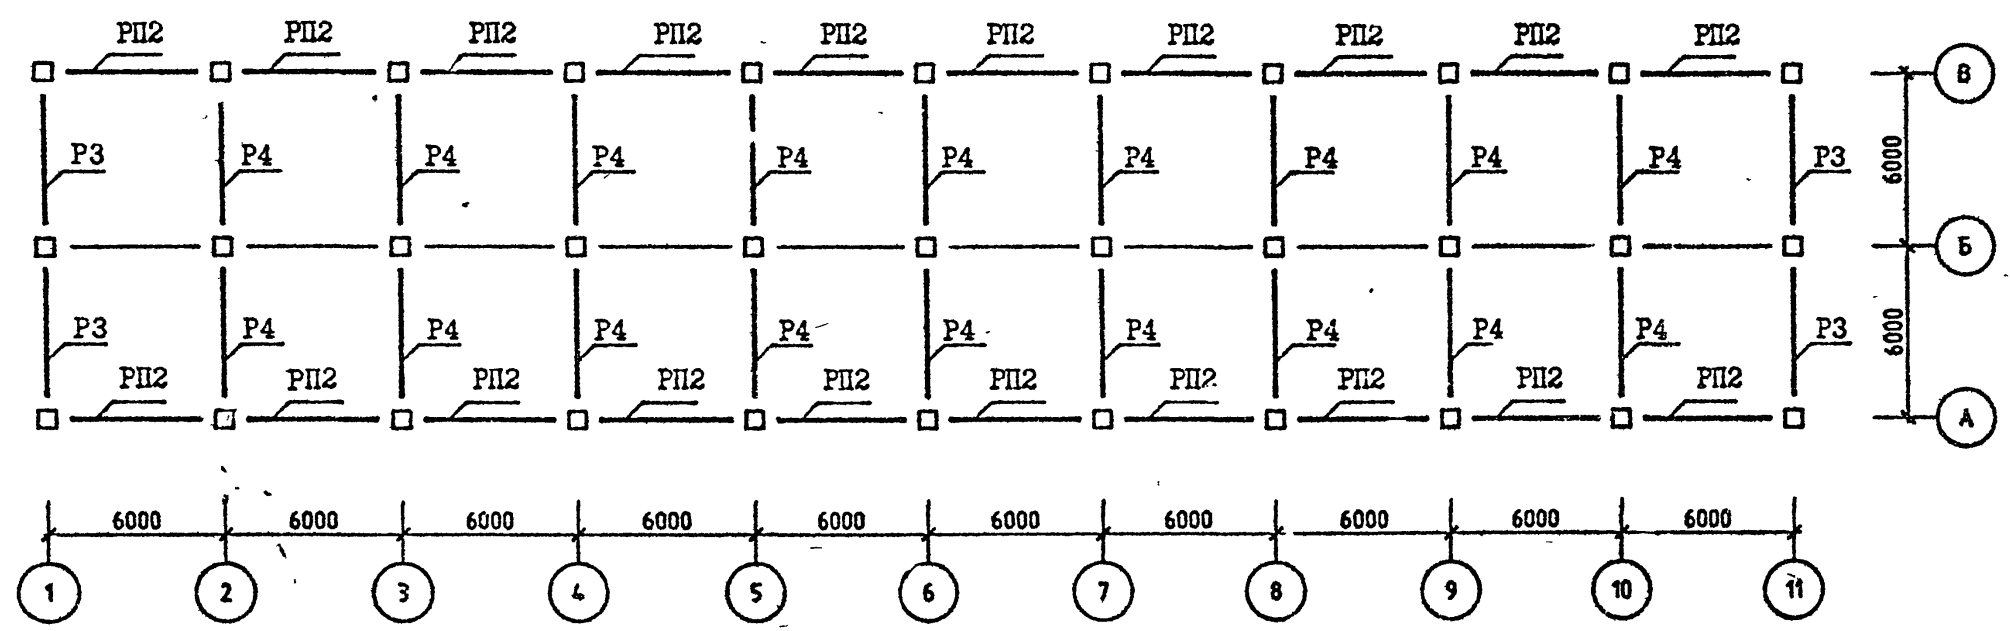 РП2 РП2 РП2 РП2 РП2 РП2 РП2 РП2 РП2 РП2
В
Р3 Р4 Р4 Р4 Р4 Р4 Р4 Р4 Р4 Р4 Р3
6000
Б
Р3 Р4 Р4 Р4 Р4 Р4 Р4 Р4 Р4 Р4 Р3
6000
РП2 РП2 РП2 РП2 РП2 РП2 РП2 РП2 РП2 РП2
А
6000 6000 6000 6000 6000 6000 6000 6000 6000 6000
1 2 3 4 5 6 7 8 9 10 11